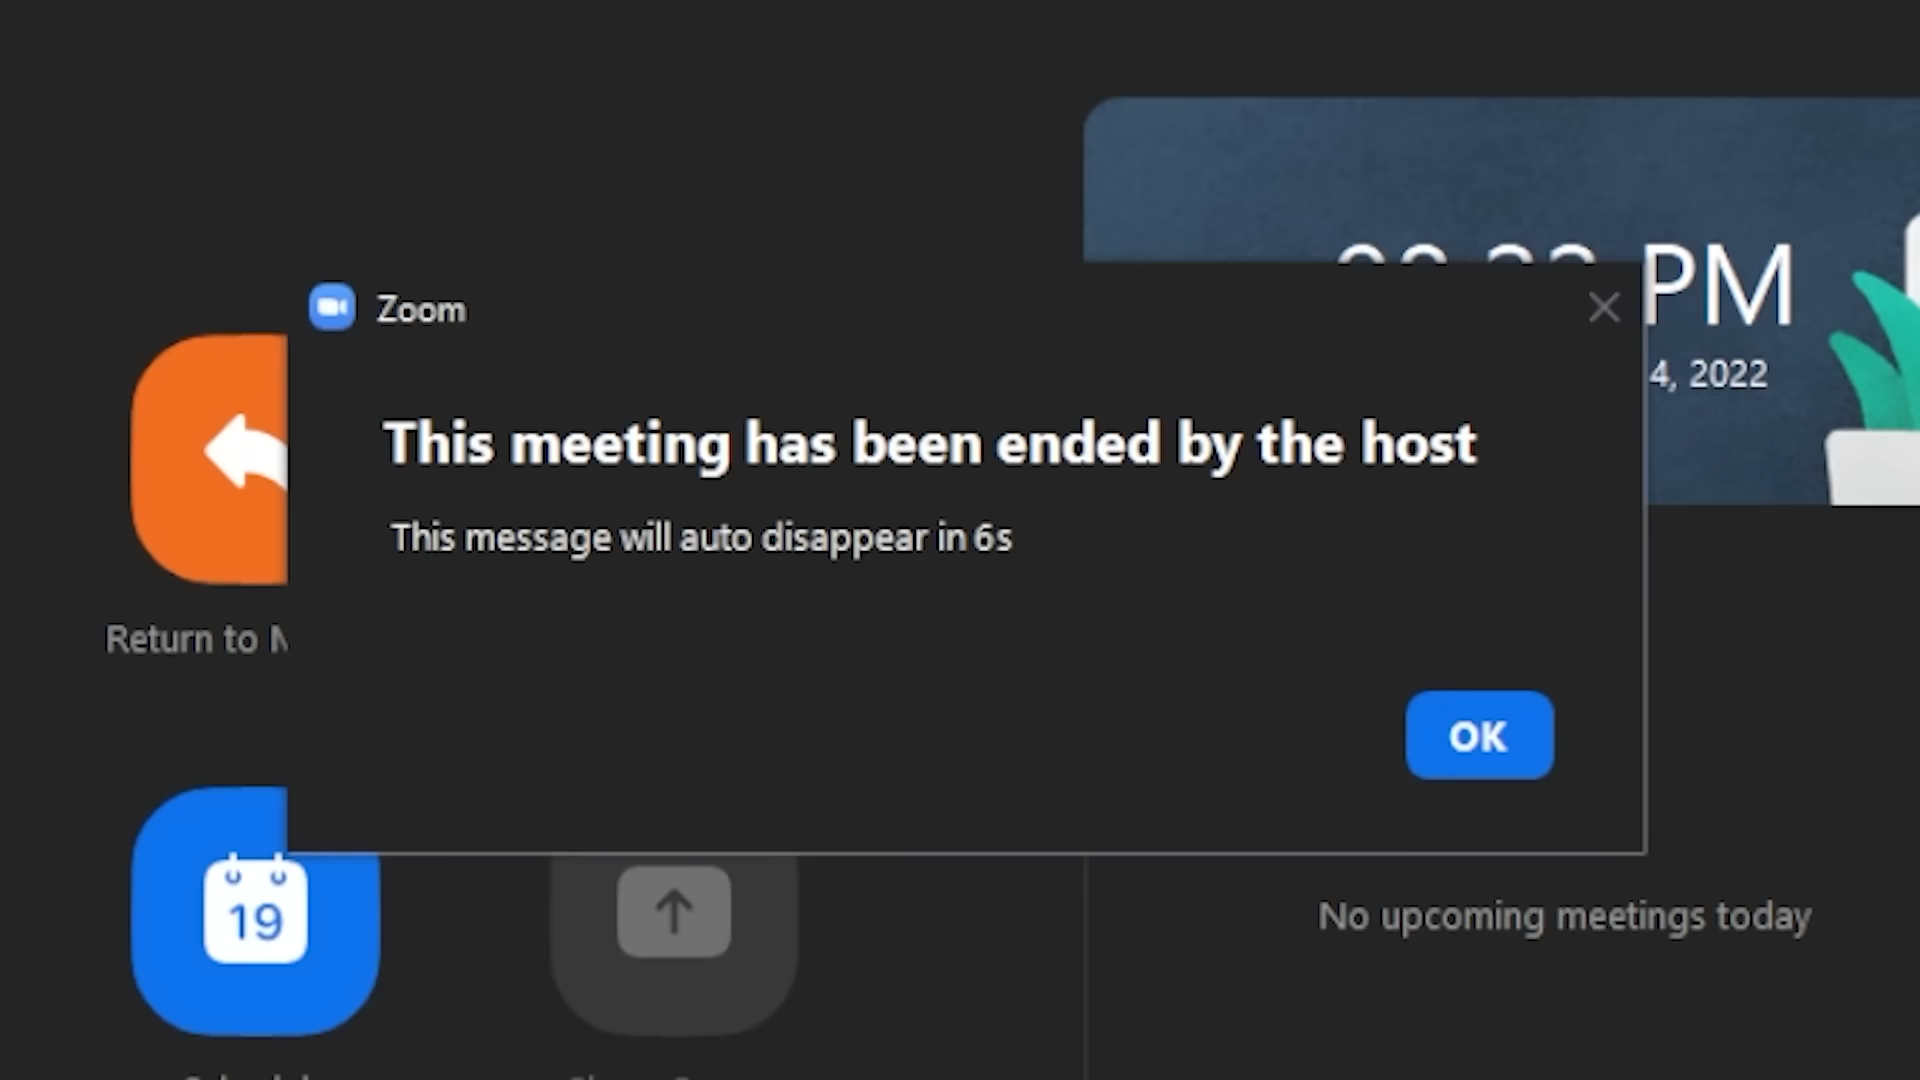 PM
4, 2022
Zoom
This meeting has been ended by the host
This message will auto disappear in 6s
Return to
OK
19
No upcoming meetings today